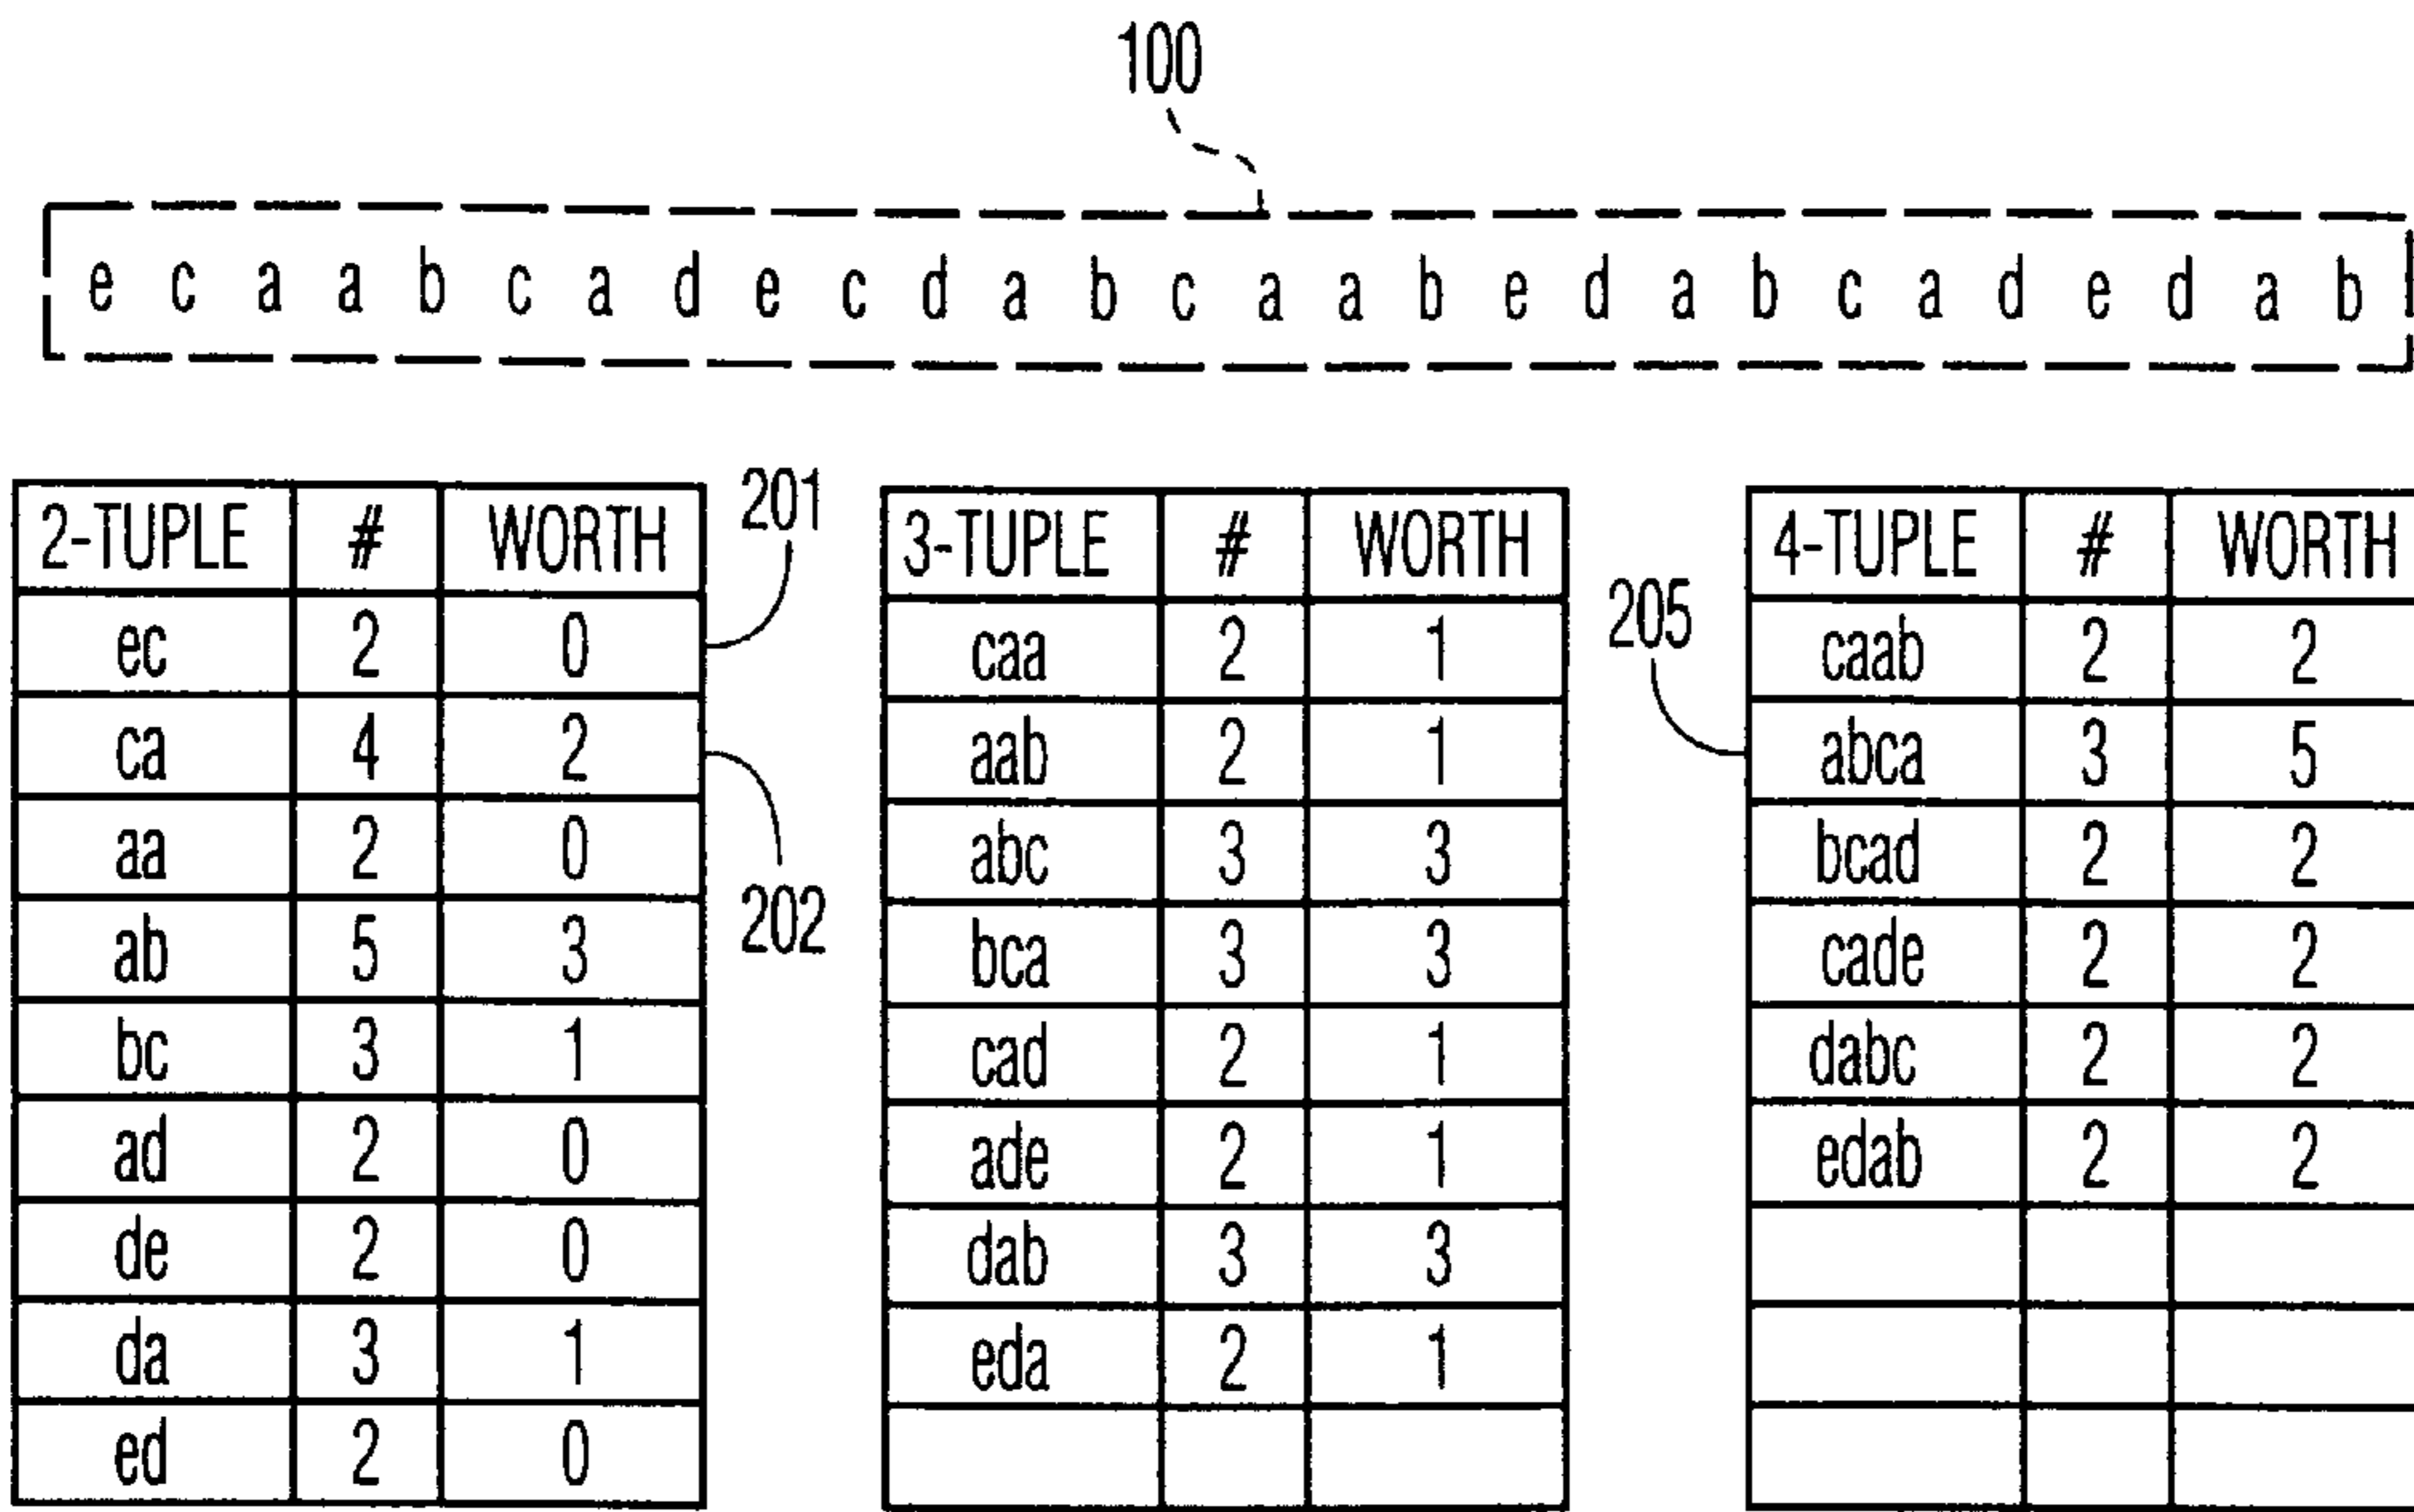 100
e c a a b c a d e c d a b c a a b e d a b c a d e d a b
2-TUPLE # WORTH
ec 2 0
ca 4 2
aa 2 0
ab 5 3
bc 3 1
ad 2 0
de 2 0
da 3 1
ed 2 0
201
202
3-TUPLE # WORTH
caa 2 1
aab 2 1
abc 3 3
bca 3 3
cad 2 1
ade 2 1
dab 3 3
eda 2 1
205
4-TUPLE # WORTH
caab 2 2
abca 3 5
bcad 2 2
cade 2 2
dabc 2 2
edab 2 2